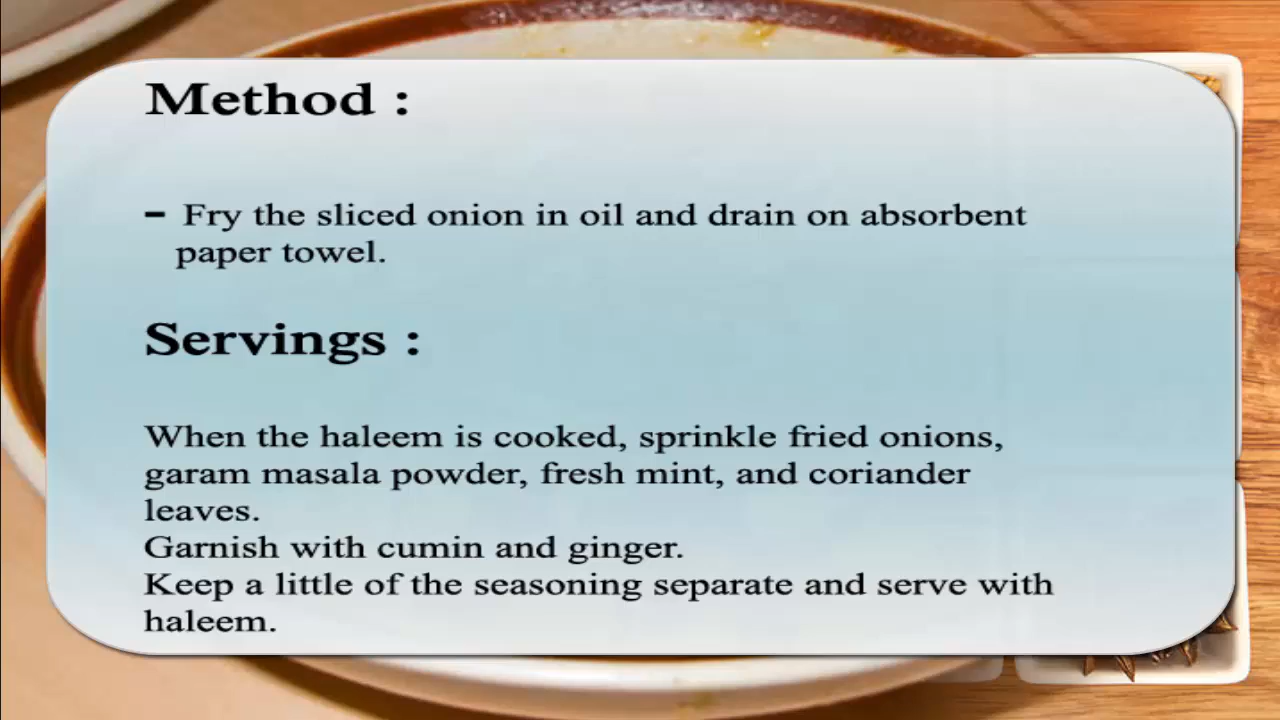 Method :
- Fry the sliced onion in oil and drain on absorbent
paper towel.
Servings :
When the haleem is cooked, sprinkle fried onions,
garam masala powder, fresh mint, and coriander
leaves.
Garnish with cumin and ginger.
Keep a little of the seasoning separate and serve with
haleem.